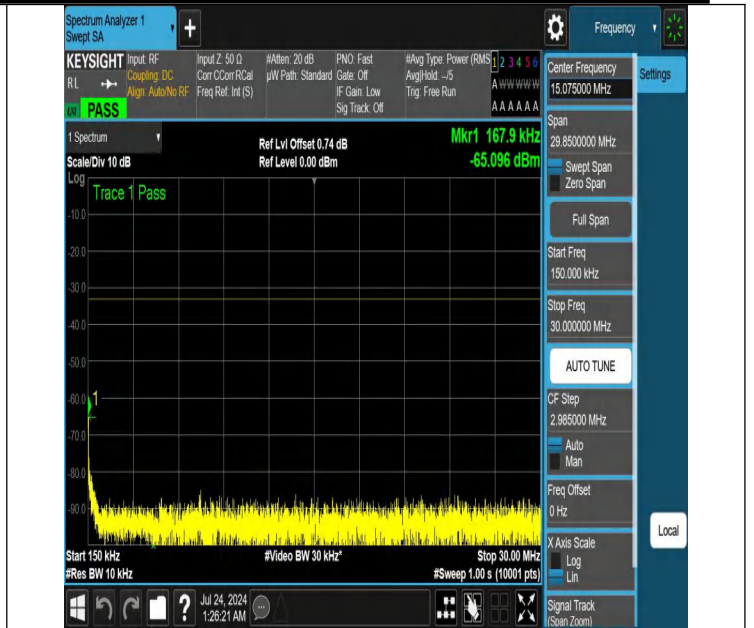 Spectrum Analyzer 1
Swept SA
+
Frequency
KEYSIGHT
RL
PASS
Input: RF
Coupling: DC
Align: Auto/No RF
Input Z: 50 Ω
Corr CCorr RCal
Freq Ref: Int (S)
#Atten: 20 dB
µW Path: Standard
PNO: Fast
Gate: Off
IF Gain: Low
Sig Track: Off
#Avg Type: Power (RMS
Avg|Hold: --/5
Trig: Free Run
1 2 3 4 5 6
A W W W W W
A A A A A A
1 Spectrum
Scale/Div 10 dB
Ref Lvl Offset 0.74 dB
Ref Level 0.00 dBm
Mkr1 167.9 kHz
-65.096 dBm
Log
Trace 1 Pass
-10.0
-20.0
-30.0
-40.0
-50.0
-60.0
1
-70.0
-80.0
-90.0
Start 150 kHz
#Res BW 10 kHz
#Video BW 30 kHz*
Stop 30.00 MHz
#Sweep 1.00 s (10001 pts)
Center Frequency
15.075000 MHz
Span
29.8500000 MHz
Swept Span
Zero Span
Full Span
Start Freq
150.000 kHz
Stop Freq
30.000000 MHz
AUTO TUNE
CF Step
2.985000 MHz
Auto
Man
Freq Offset
0 Hz
X Axis Scale
Log
Lin
Signal Track
(Span Zoom)
Settings
Local
?
Jul 24, 2024
1:26:21 AM